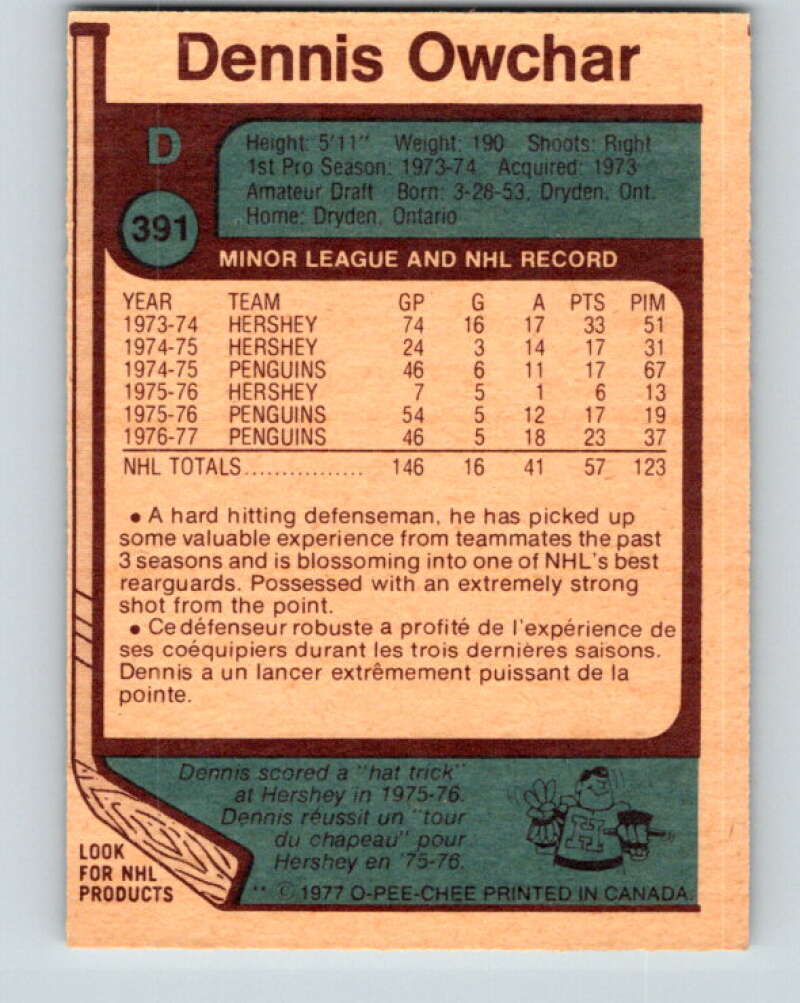 Dennis Owchar
D
Height: 5'11" Weight: 190 Shoots: Right
1st Pro Season: 1973-74 Acquired: 1973
Amateur Draft Born: 3-28-53, Dryden, Ont.
Home: Dryden, Ontario
391
MINOR LEAGUE AND NHL RECORD
YEAR TEAM GP G A PTS PIM
1973-74 HERSHEY 74 16 17 33 51
1974-75 HERSHEY 24 3 14 17 31
1974-75 PENGUINS 46 6 11 17 67
1975-76 HERSHEY 7 5 1 6 13
1975-76 PENGUINS 54 5 12 17 19
1976-77 PENGUINS 46 5 18 23 37
NHL TOTALS................ 146 16 41 57 123
• A hard hitting defenseman, he has picked up
some valuable experience from teammates the past
3 seasons and is blossoming into one of NHL's best
rearguards. Possessed with an extremely strong
shot from the point.
• Ce défenseur robuste a profité de l'expérience de
ses coéquipiers durant les trois dernières saisons.
Dennis a un lancer extrêmement puissant de la
pointe.
Dennis scored a "hat trick"
at Hershey in 1975-76.
Dennis réussit un "tour
du chapeau" pour
Hershey en '75-76.
H
LOOK
FOR NHL
PRODUCTS
** © 1977 O-PEE-CHEE PRINTED IN CANADA.